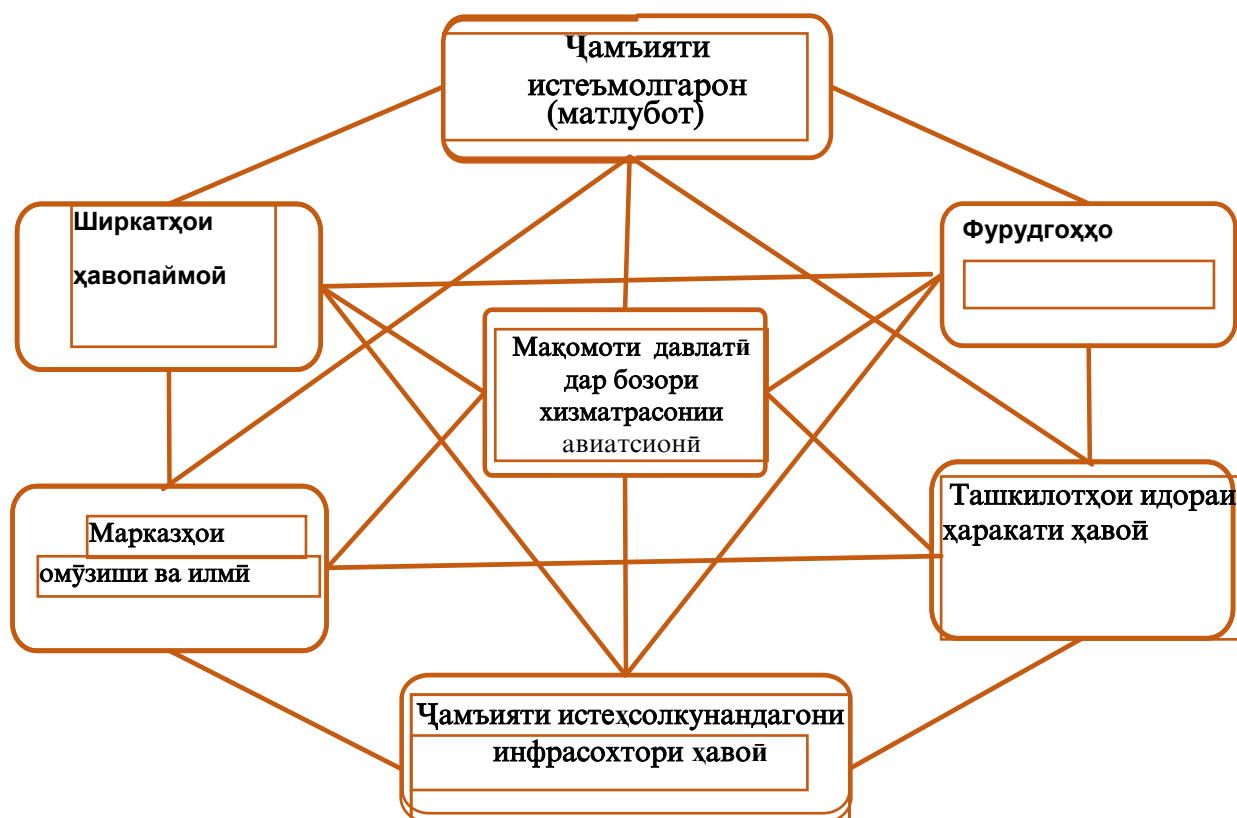 Ҷамъияти
истеъмолгарон
(матлубот)
Ширкатҳои
ҳавопаймоӣ
Фурудгоҳҳо
Мақомоти давлатӣ
дар бозори
хизматрасонии
авиатсионӣ
Марказҳои
омӯзиши ва илмӣ
Ташкилотҳои идораи
ҳаракати ҳавоӣ
Ҷамъияти истеҳсолкунандагони
инфрасохтори ҳавоӣ